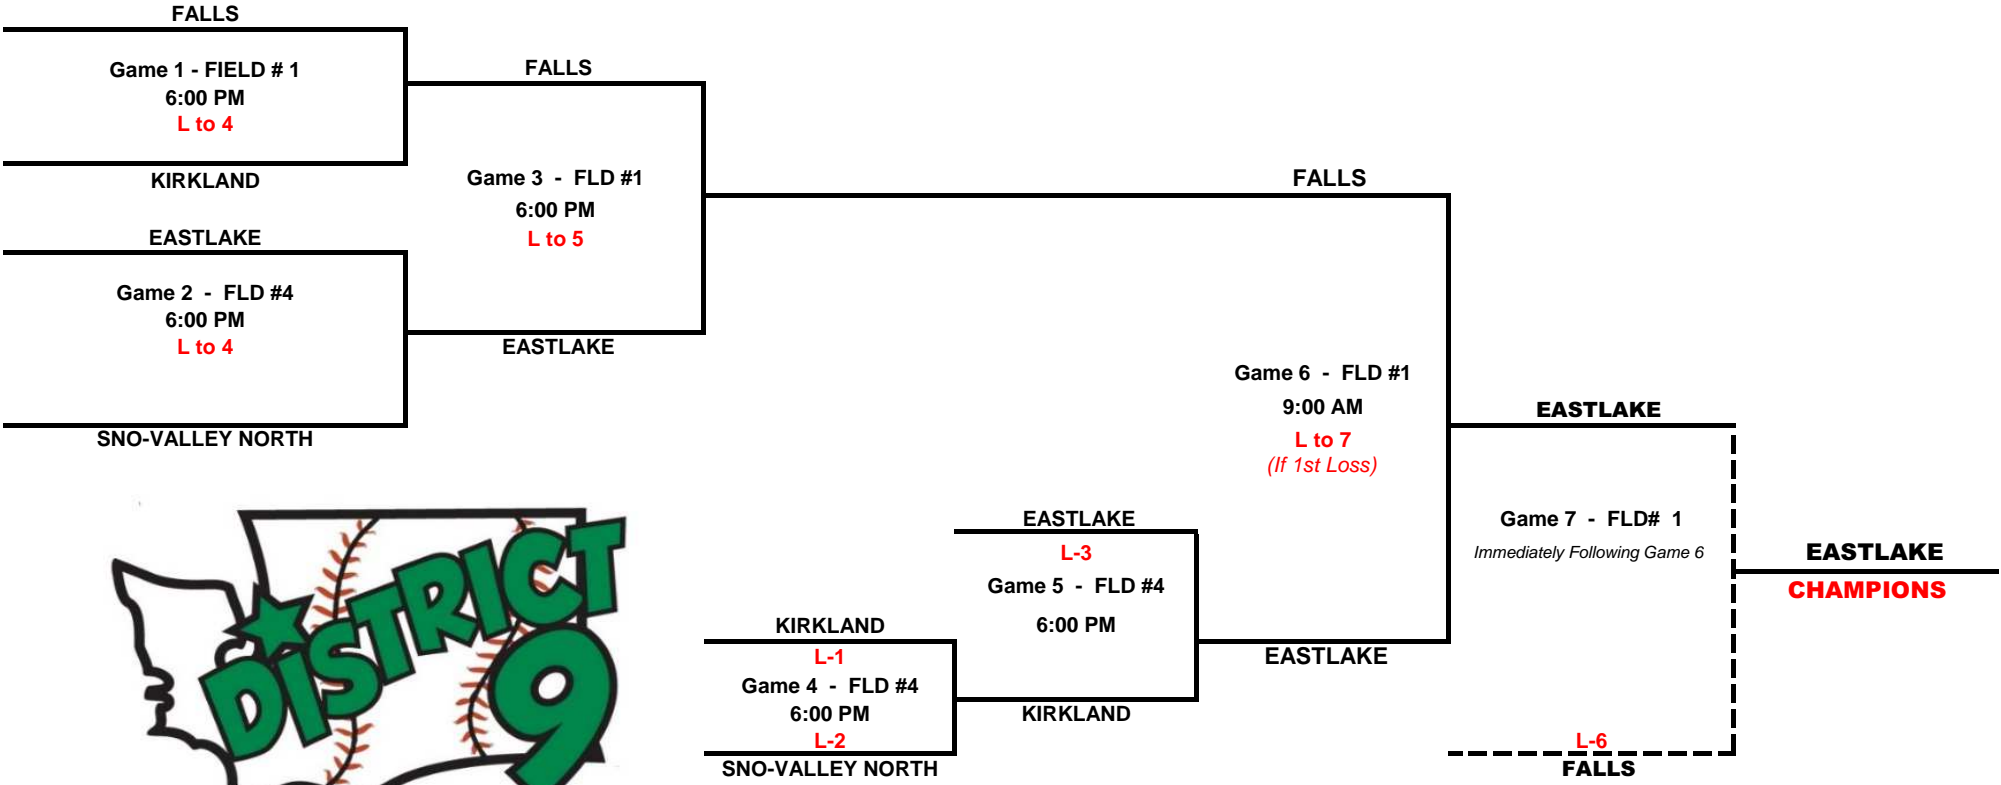 FALLS
Game 1 - FIELD # 1
6:00 PM
L to 4
KIRKLAND
EASTLAKE
Game 2  -  FLD #4
6:00 PM
L to 4
SNO-VALLEY NORTH
FALLS
Game 3  -  FLD #1
6:00 PM
L to 5
EASTLAKE
KIRKLAND
L-1
Game 4  -  FLD #4
6:00 PM
L-2
SNO-VALLEY NORTH
EASTLAKE
L-3
Game 5  -  FLD #4
6:00 PM
KIRKLAND
FALLS
Game 6  -  FLD #1
9:00 AM
L to 7
(If 1st Loss)
EASTLAKE
EASTLAKE
Game 7  -  FLD#  1
Immediately Following Game 6
L-6
FALLS
EASTLAKE
CHAMPIONS
DISTRICT
9